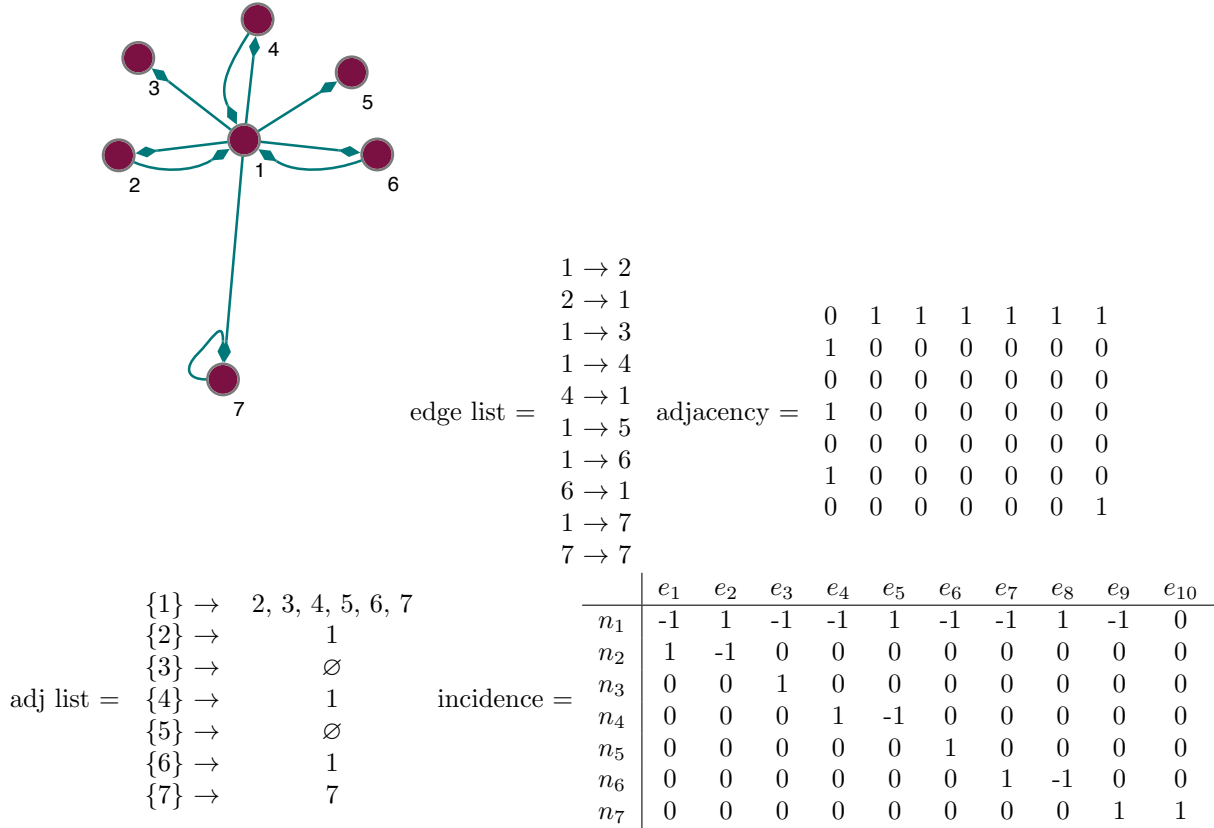 4
3
5
1
2
6
7
edge list =
1 → 2
2 → 1
1 → 3
1 → 4
4 → 1
1 → 5
1 → 6
6 → 1
1 → 7
7 → 7
adjacency =
0 1 1 1 1 1 1
1 0 0 0 0 0 0
0 0 0 0 0 0 0
1 0 0 0 0 0 0
0 0 0 0 0 0 0
1 0 0 0 0 0 0
0 0 0 0 0 0 1
adj list =
{1} → 2, 3, 4, 5, 6, 7
{2} → 1
{3} → ∅
{4} → 1
{5} → ∅
{6} → 1
{7} → 7
incidence =
e₁ e₂ e₃ e₄ e₅ e₆ e₇ e₈ e₉ e₁₀
n₁ -1 1 -1 -1 1 -1 -1 1 -1 0
n₂ 1 -1 0 0 0 0 0 0 0 0
n₃ 0 0 1 0 0 0 0 0 0 0
n₄ 0 0 0 1 -1 0 0 0 0 0
n₅ 0 0 0 0 0 1 0 0 0 0
n₆ 0 0 0 0 0 0 1 -1 0 0
n₇ 0 0 0 0 0 0 0 0 1 1